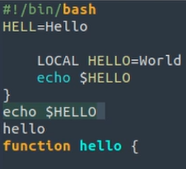 #!/bin/bash
HELL=Hello
LOCAL HELLO=World
echo $HELLO
}
echo $HELLO
hello
function hello {